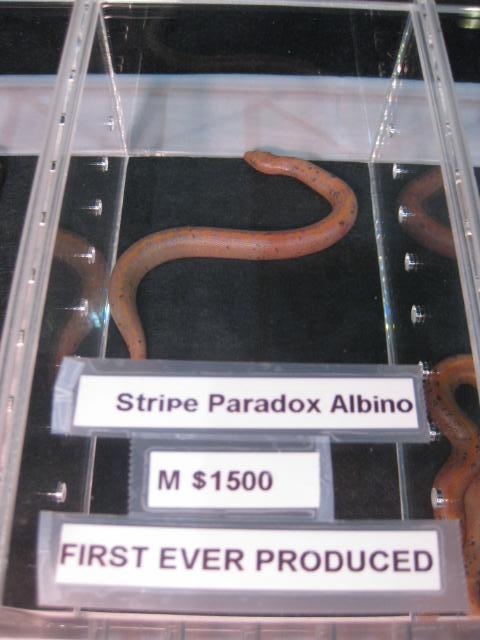 Stripe Paradox Albino
M $1500
FIRST EVER PRODUCED